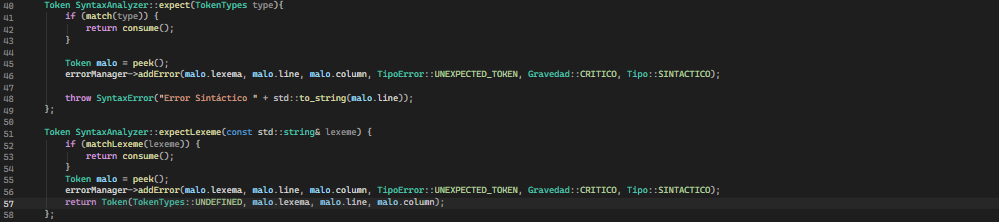 40 Token SyntaxAnalyzer::expect(TokenTypes type){
41 if (match(type)) {
42 return consume();
43 }
44
45 Token malo = peek();
46 errorManager->addError(malo.lexema, malo.line, malo.column, TipoError::UNEXPECTED_TOKEN, Gravedad::CRITICO, Tipo::SINTACTICO);
47
48 throw SyntaxError("Error Sintáctico " + std::to_string(malo.line));
49 };
50
51 Token SyntaxAnalyzer::expectLexeme(const std::string& lexeme) {
52 if (matchLexeme(lexeme)) {
53 return consume();
54 }
55 Token malo = peek();
56 errorManager->addError(malo.lexema, malo.line, malo.column, TipoError::UNEXPECTED_TOKEN, Gravedad::CRITICO, Tipo::SINTACTICO);
57 return Token(TokenTypes::UNDEFINED, malo.lexema, malo.line, malo.column);
58 };